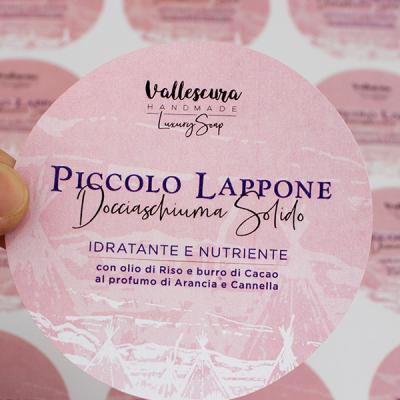 Vallescura
HANDMADE
Luxury Soap
PICCOLO LAPPONE
Docciaschiuma Solido
IDRATANTE E NUTRIENTE
con olio di Riso e burro di Cacao
al profumo di Arancia e Cannella